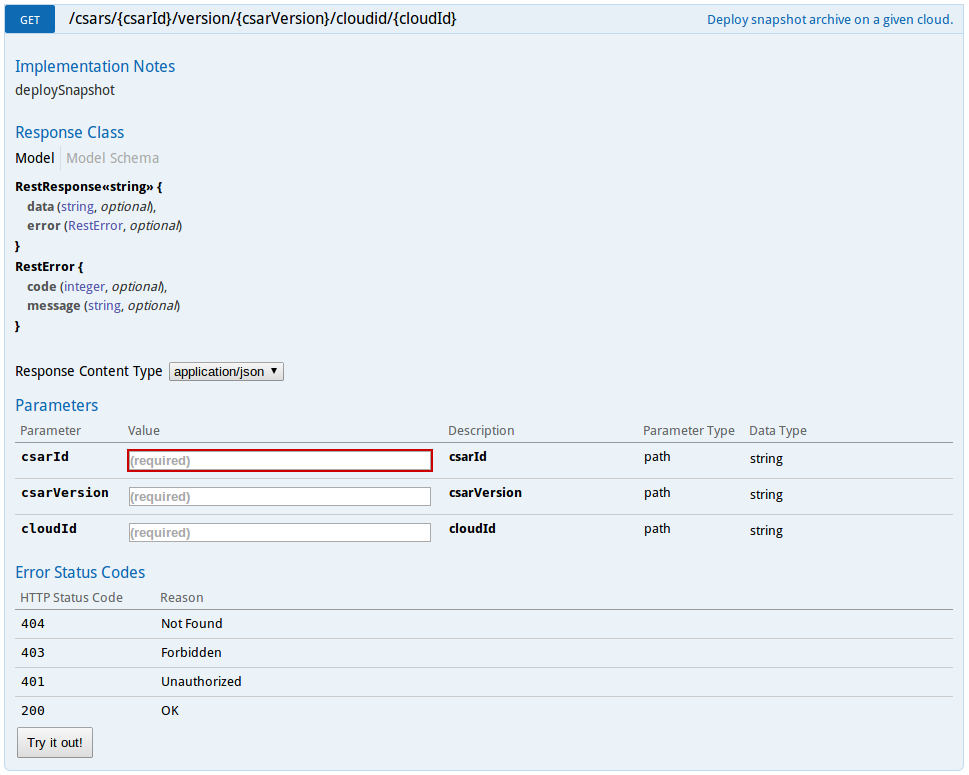 GET /csars/{csarId}/version/{csarVersion}/cloudid/{cloudId} Deploy snapshot archive on a given cloud.
Implementation Notes
deploySnapshot
Response Class
Model Model Schema
RestResponse«string» {
data (string, optional),
error (RestError, optional)
}
RestError {
code (integer, optional),
message (string, optional)
}
Response Content Type application/json
Parameters
Parameter Value Description Parameter Type Data Type
csarId (required) csarId path string
csarVersion (required) csarVersion path string
cloudId (required) cloudId path string
Error Status Codes
HTTP Status Code Reason
404 Not Found
403 Forbidden
401 Unauthorized
200 OK
Try it out!